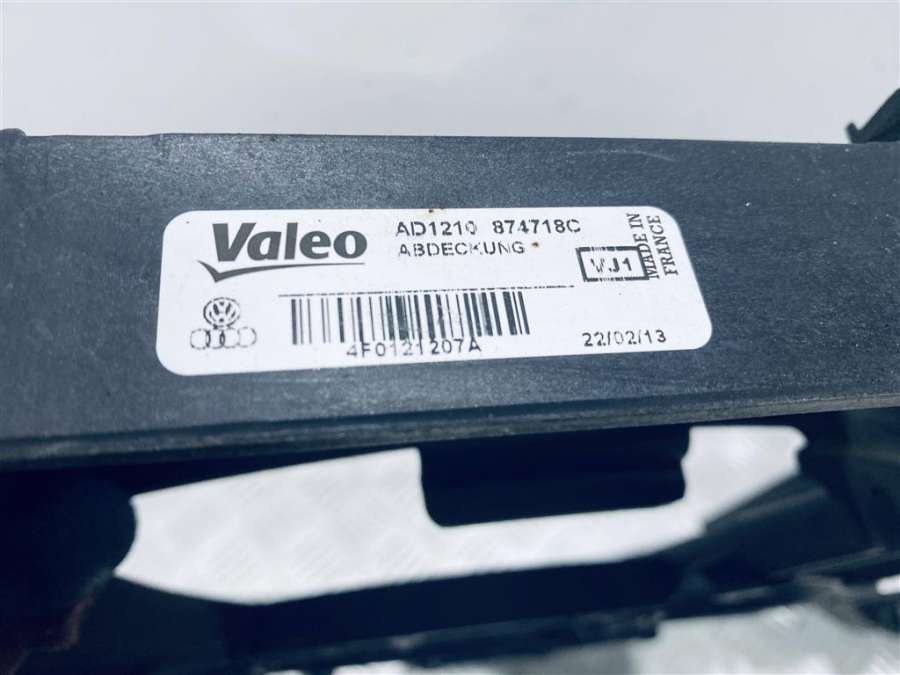 Valeo
AD1210 874718C
ABDECKUNG
WJ1
MADE IN
FRANCE
4F0121207A
22/02/13